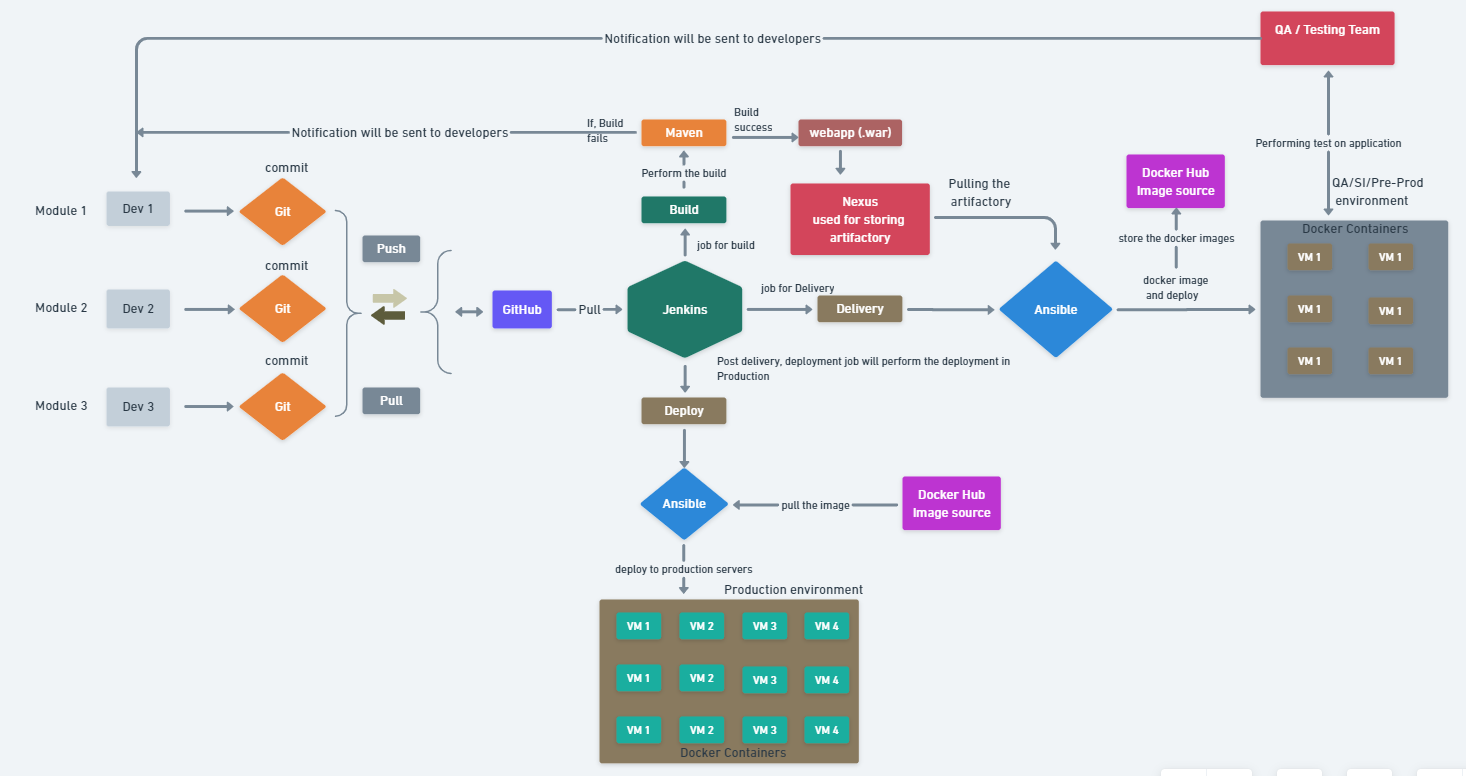 Notification will be sent to developers
QA / Testing Team
Notification will be sent to developers
If, Build
fails
Maven
Build
success
webapp (.war)
Performing test on application
commit
Perform the build
Docker Hub
Image source
QA/SI/Pre-Prod
environment
Pulling the
artifactory
Module 1
Dev 1
Git
Build
Nexus
used for storing
artifactory
Docker Containers
Push
job for build
store the docker images
VM 1
VM 1
commit
docker image
and deploy
job for Delivery
Module 2
Dev 2
Git
GitHub
Pull
Jenkins
Delivery
Ansible
VM 1
VM 1
commit
Post delivery, deployment job will perform the deployment in
Production
VM 1
VM 1
Module 3
Dev 3
Git
Pull
Deploy
Ansible
pull the image
Docker Hub
Image source
deploy to production servers
Production environment
VM 1
VM 2
VM 3
VM 4
VM 1
VM 2
VM 3
VM 4
VM 1
VM 2
VM 3
VM 4
Docker Containers